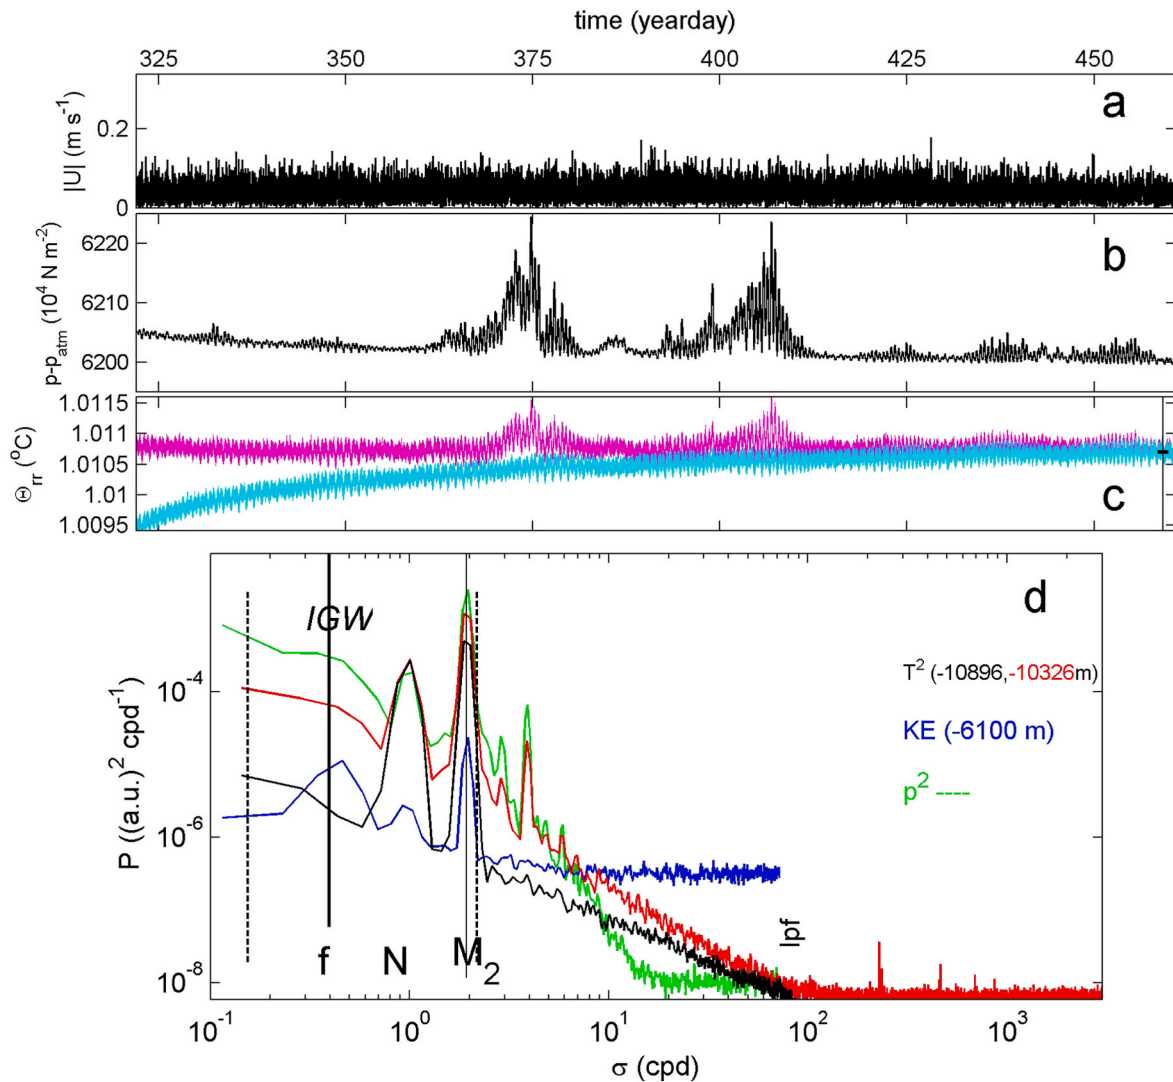 time (yearday)
325 350 375 400 425 450
|U| (m s⁻¹)
0.2
0
a
p-p_atm (10⁴ N m⁻²)
6220
6210
6200
b
Θ_rr (°C)
1.0115
1.011
1.0105
1.01
1.0095
c
P ((a.u.)² cpd⁻¹)
10⁻⁴
10⁻⁶
10⁻⁸
d
IGW
T² (-10896,-10326m)
KE (-6100 m)
p² ----
lpf
f N M₂
10⁻¹ 10⁰ 10¹ 10² 10³
σ (cpd)